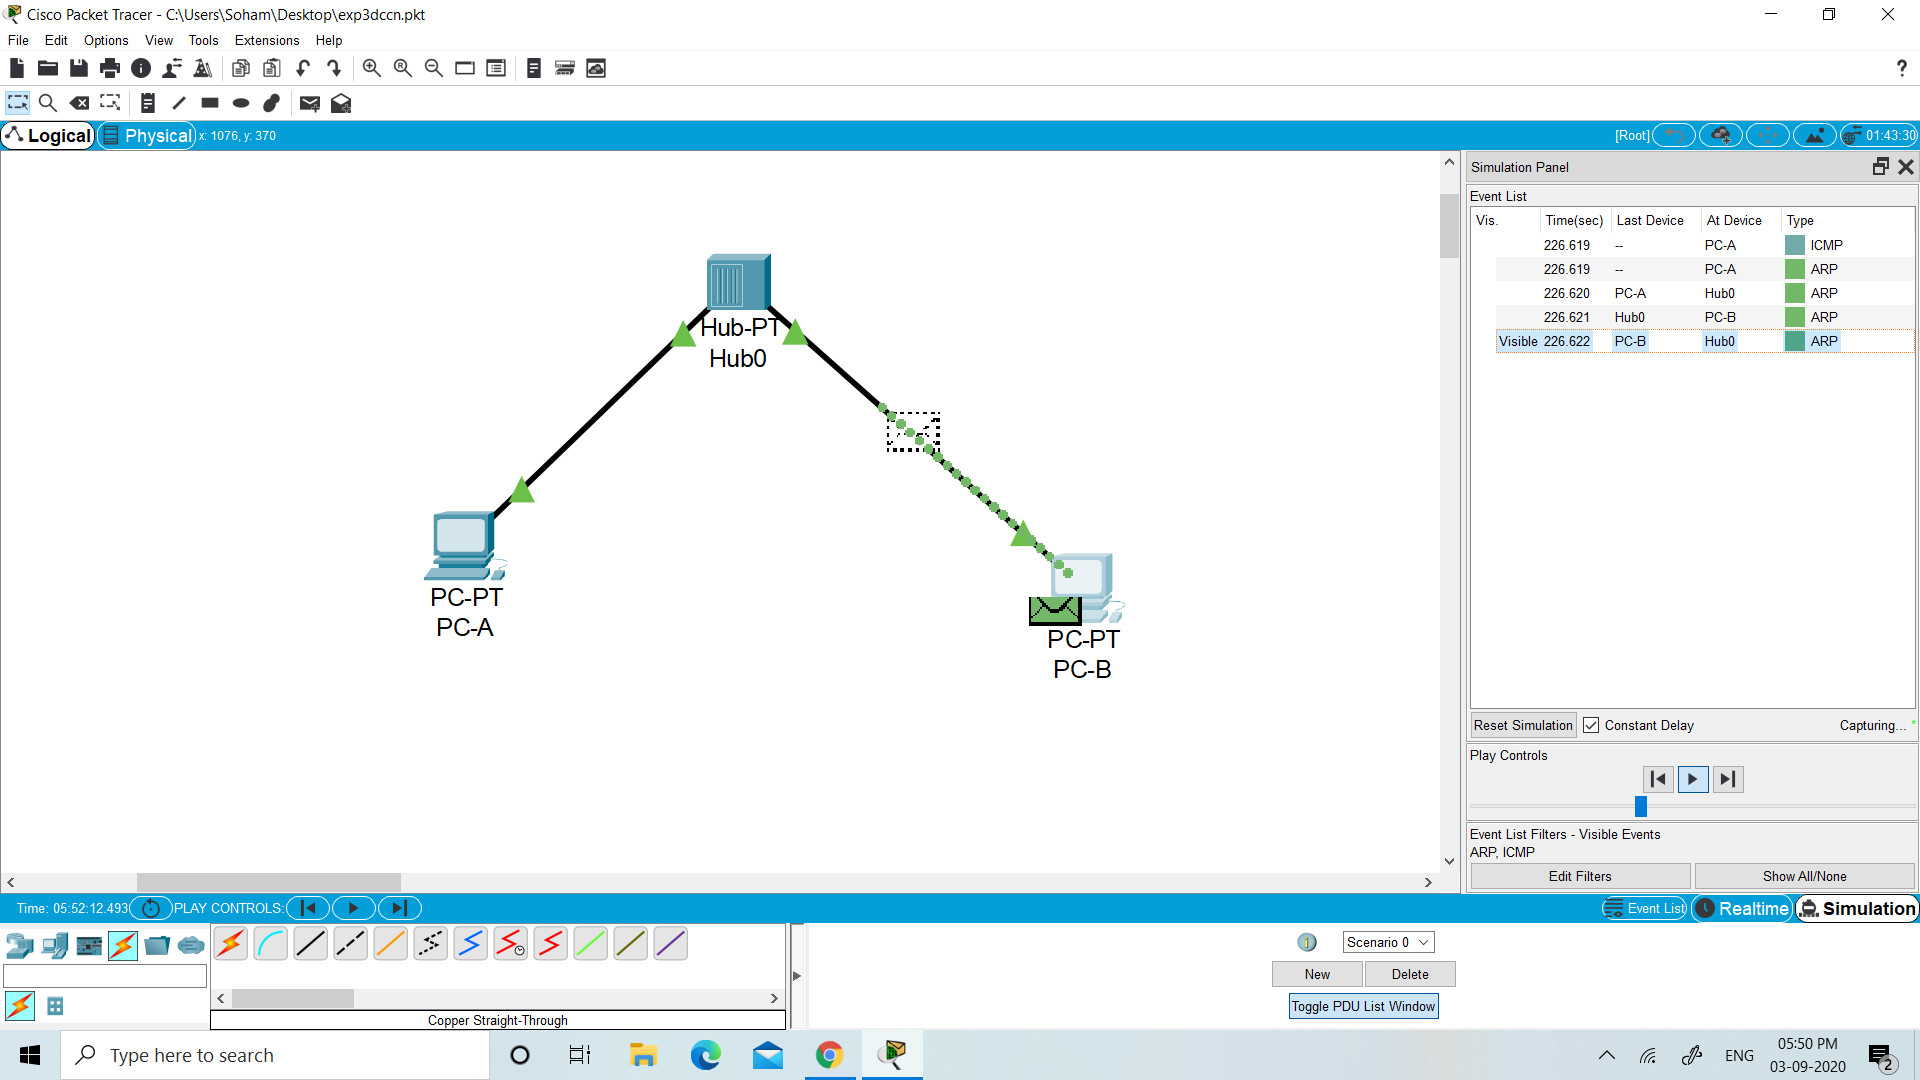 Cisco Packet Tracer - C:\Users\Soham\Desktop\exp3dccn.pkt
File Edit Options View Tools Extensions Help
?
Logical Physical x: 1076, y: 370 [Root] 01:43:30
Simulation Panel
Event List
Vis. Time(sec) Last Device At Device Type
226.619 -- PC-A ICMP
226.619 -- PC-A ARP
226.620 PC-A Hub0 ARP
226.621 Hub0 PC-B ARP
Visible 226.622 PC-B Hub0 ARP
Hub-PT
Hub0
PC-PT
PC-A
PC-PT
PC-B
Reset Simulation Constant Delay Capturing... *
Play Controls
Event List Filters - Visible Events
ARP, ICMP
Edit Filters Show All/None
Time: 05:52:12.493 PLAY CONTROLS: Event List Realtime Simulation
Scenario 0
New Delete
Toggle PDU List Window
Copper Straight-Through
Type here to search
ENG
05:50 PM
03-09-2020
2